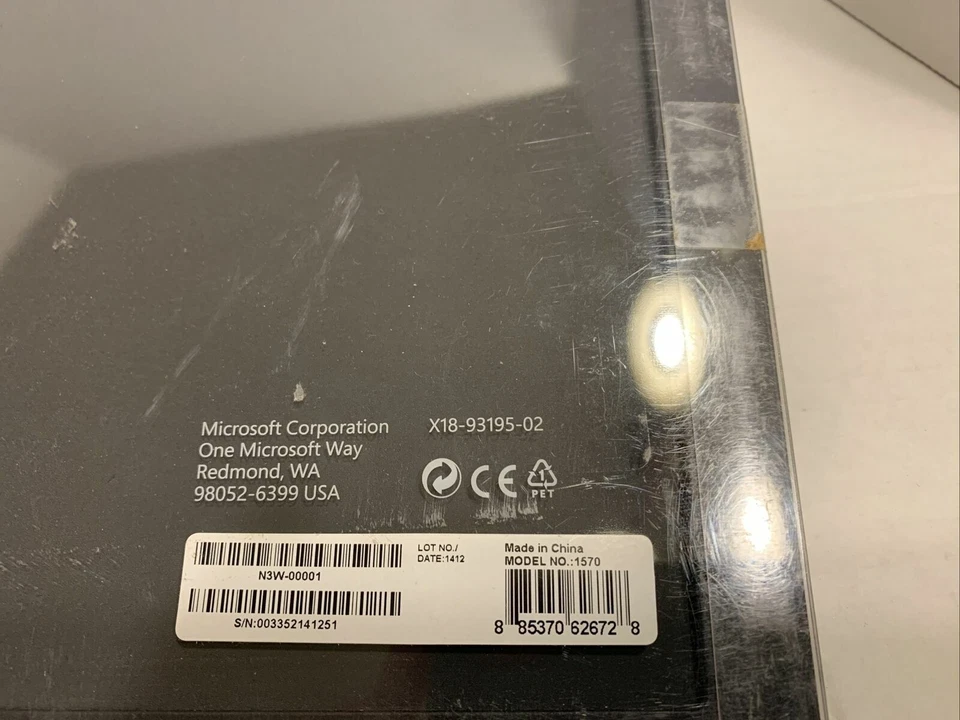 Microsoft Corporation
One Microsoft Way
Redmond, WA
98052-6399 USA
X18-93195-02
CE
1
PET
N3W-00001
S/N:003352141251
LOT NO./
DATE:1412
Made in China
MODEL NO.:1570
8 85370 62672 8